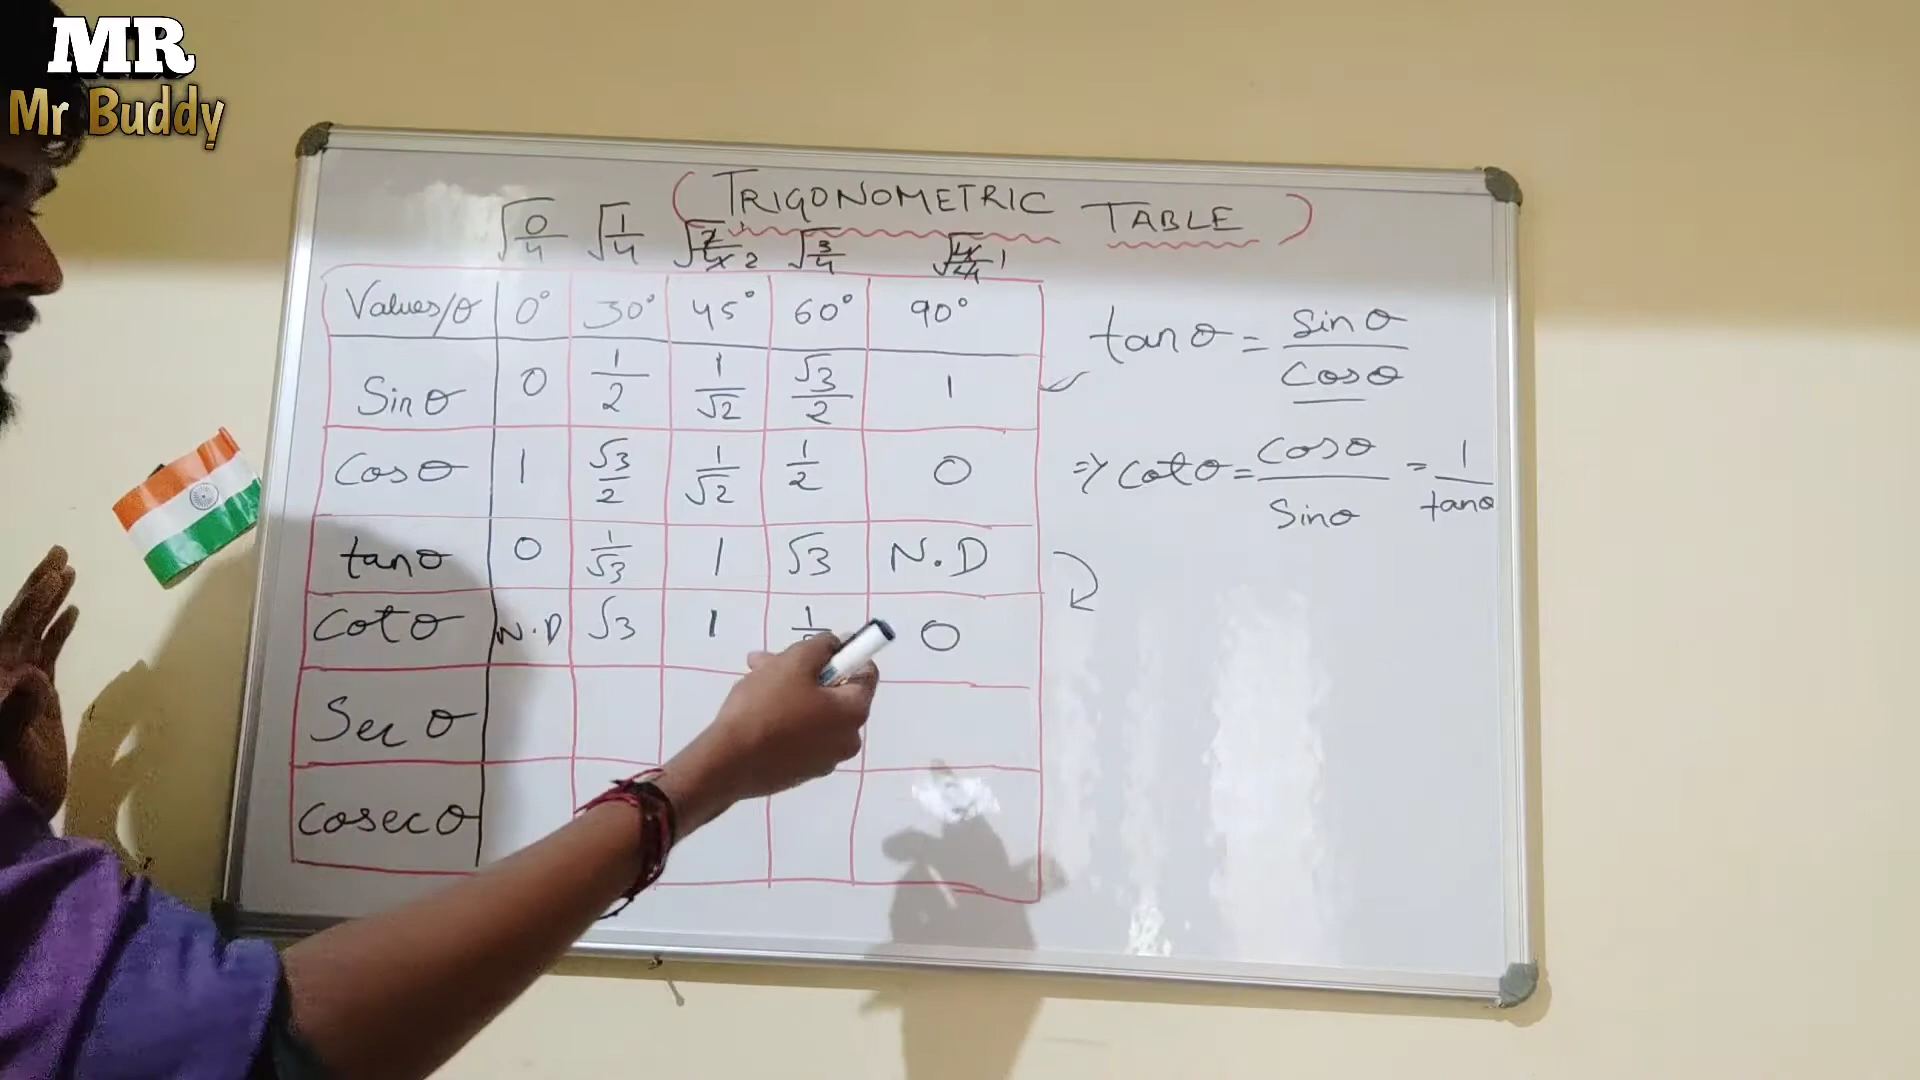 MR
Mr Buddy
(TRIGONOMETRIC TABLE)
√0/4 √1/4 √2/4 2 √3/4 √4/4 1
Values/θ 0° 30° 45° 60° 90°
Sinθ 0 1/2 1/√2 √3/2 1
Cosθ 1 √3/2 1/√2 1/2 0
tanθ 0 1/√3 1 √3 N.D
Cotθ N.D √3 1 0
Sec θ
Cosecθ
tanθ = Sinθ/Cosθ
=> Cotθ = Cosθ/Sinθ = 1/tanθ